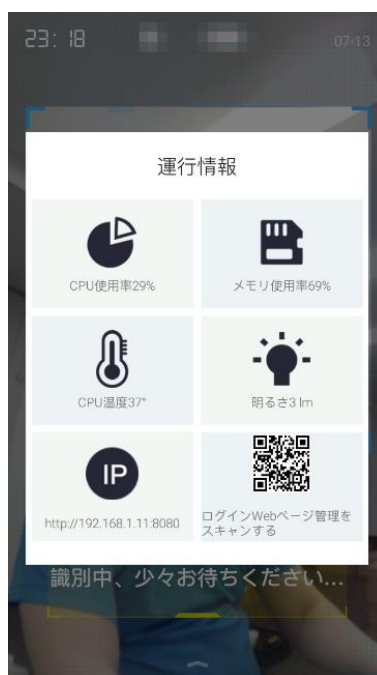 23:18
07-13
運行情報
CPU使用率29%
メモリ使用率69%
CPU温度37°
明るさ3 lm
IP
http://192.168.1.11:8080
ログインWebページ管理を
スキャンする
識別中、少々お待ちください...